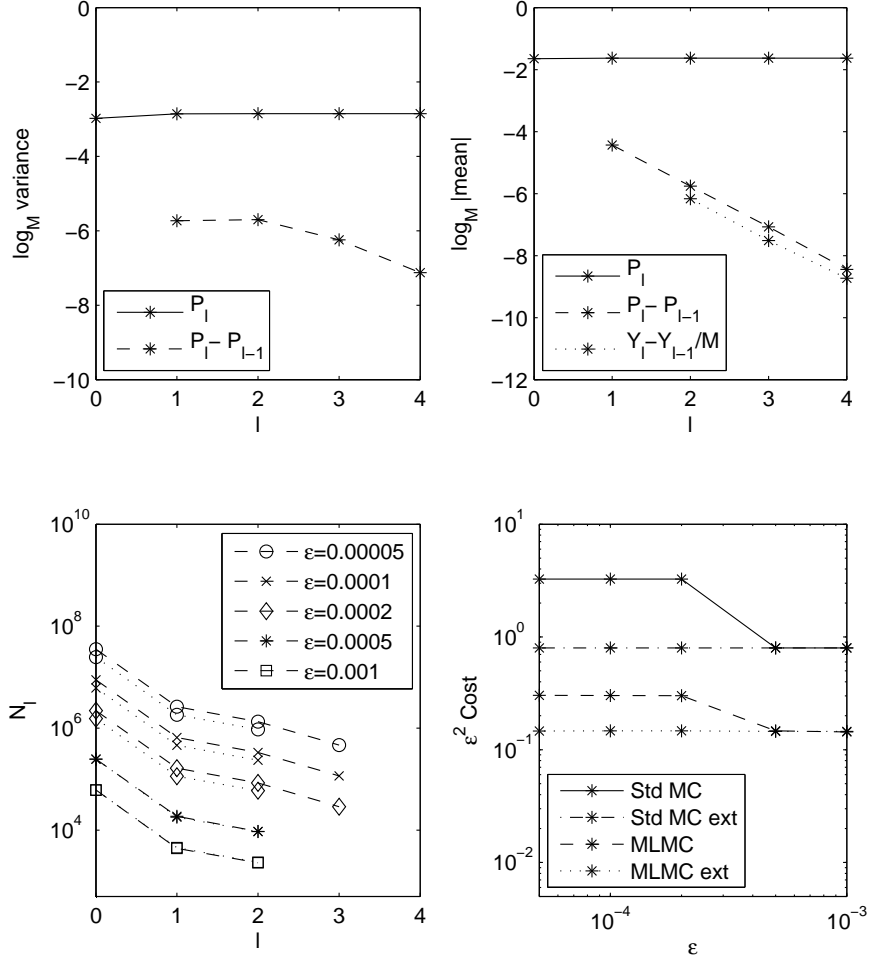 0
−2
−4
−6
−8
−10
log_M variance
0 1 2 3 4
l
P_l
P_l − P_{l−1}
0
−2
−4
−6
−8
−10
−12
log_M |mean|
0 1 2 3 4
l
P_l
P_l − P_{l−1}
Y_l − Y_{l−1}/M
10^10
10^8
10^6
10^4
N_l
0 1 2 3 4
l
ε=0.00005
ε=0.0001
ε=0.0002
ε=0.0005
ε=0.001
10^1
10^0
10^−1
10^−2
ε^2 Cost
10^−4 10^−3
ε
Std MC
Std MC ext
MLMC
MLMC ext